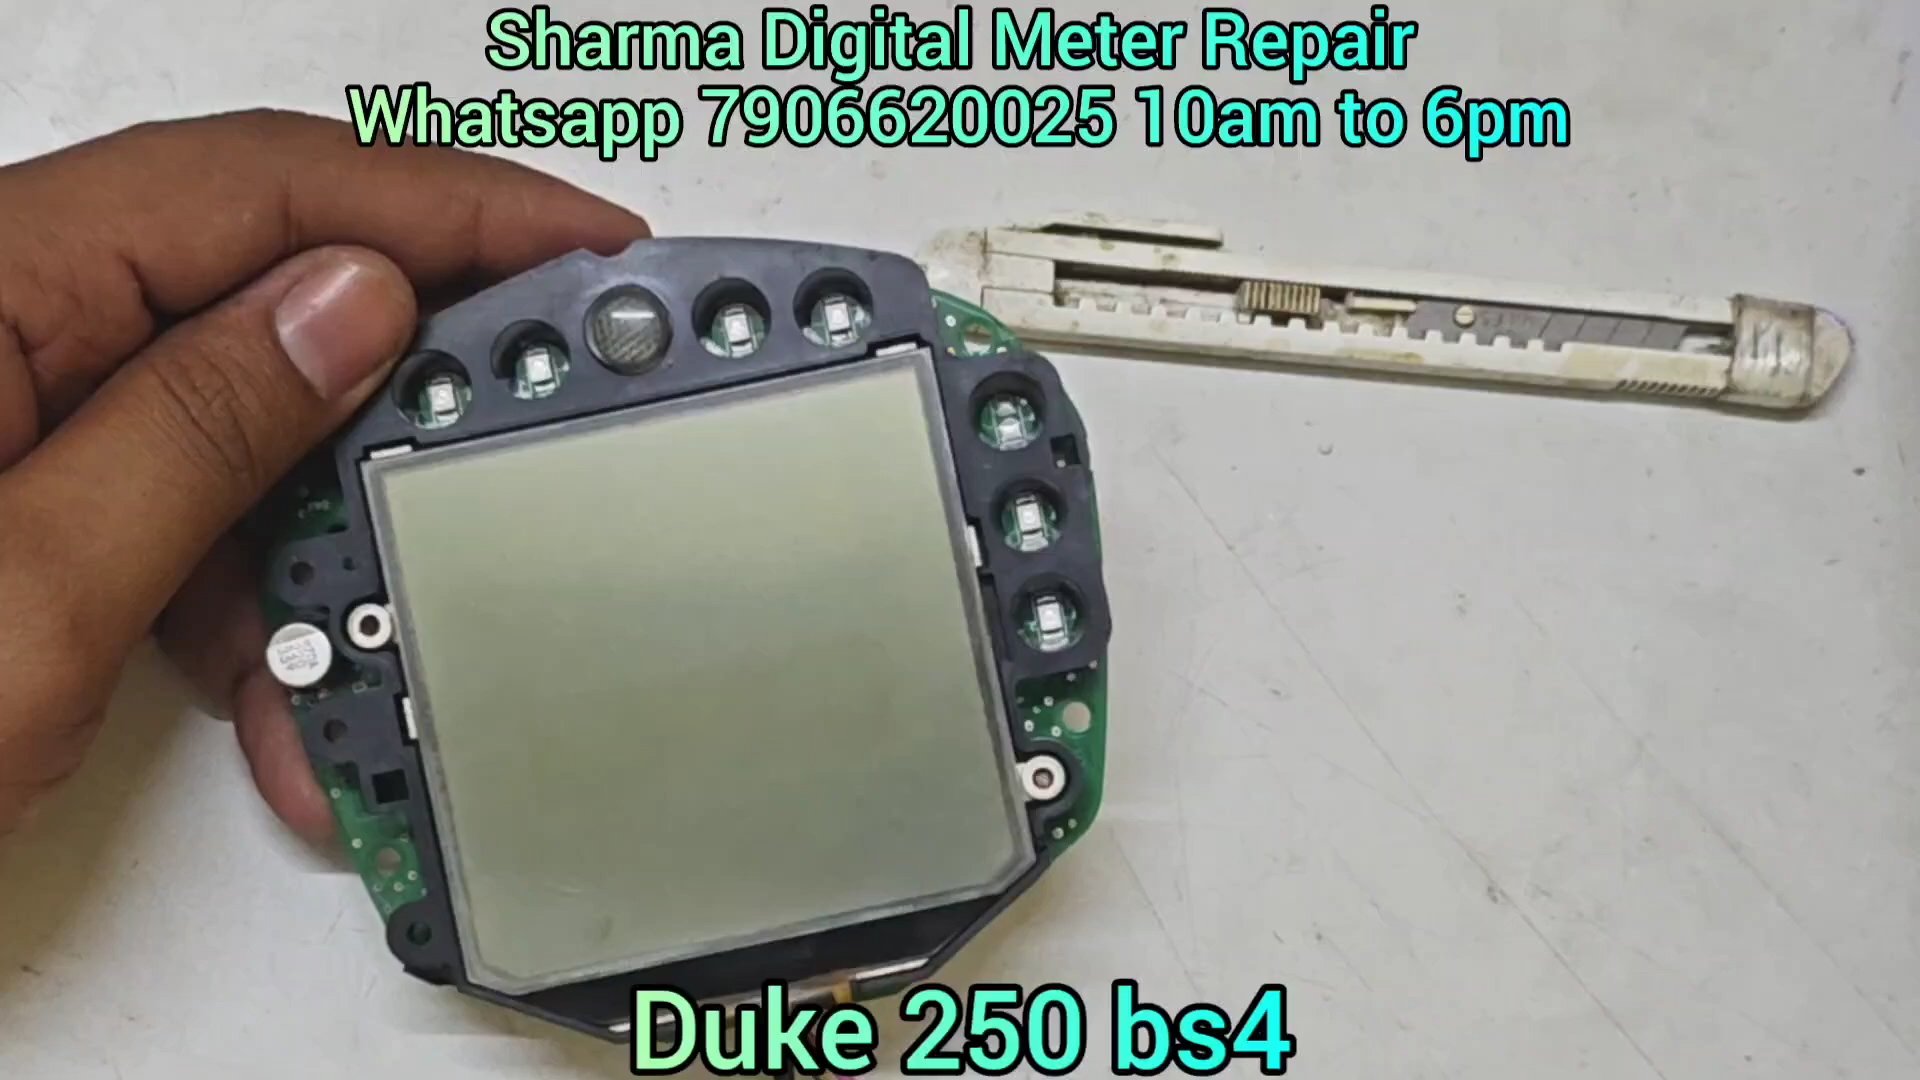 Sharma Digital Meter Repair
Whatsapp 7906620025 10am to 6pm
Duke 250 bs4